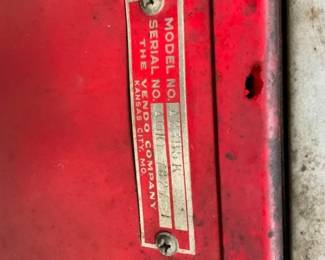 MODEL NO.
SERIAL NO.
THE VENDO COMPANY
KANSAS CITY, MO.